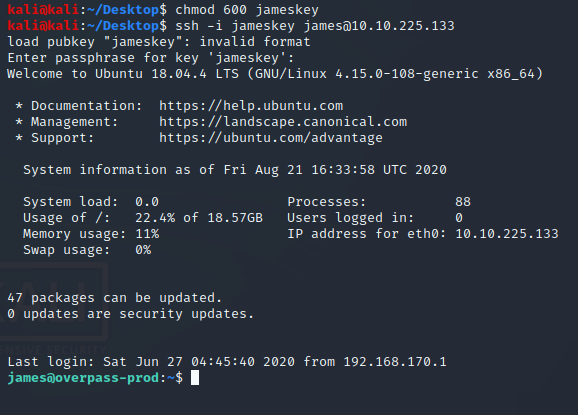 kali@kali:~/Desktop$ chmod 600 jameskey
kali@kali:~/Desktop$ ssh -i jameskey james@10.10.225.133
load pubkey "jameskey": invalid format
Enter passphrase for key 'jameskey':
Welcome to Ubuntu 18.04.4 LTS (GNU/Linux 4.15.0-108-generic x86_64)
* Documentation: https://help.ubuntu.com
* Management: https://landscape.canonical.com
* Support: https://ubuntu.com/advantage
System information as of Fri Aug 21 16:33:58 UTC 2020
System load: 0.0 Processes: 88
Usage of /: 22.4% of 18.57GB Users logged in: 0
Memory usage: 11% IP address for eth0: 10.10.225.133
Swap usage: 0%
47 packages can be updated.
0 updates are security updates.
Last login: Sat Jun 27 04:45:40 2020 from 192.168.170.1
james@overpass-prod:~$